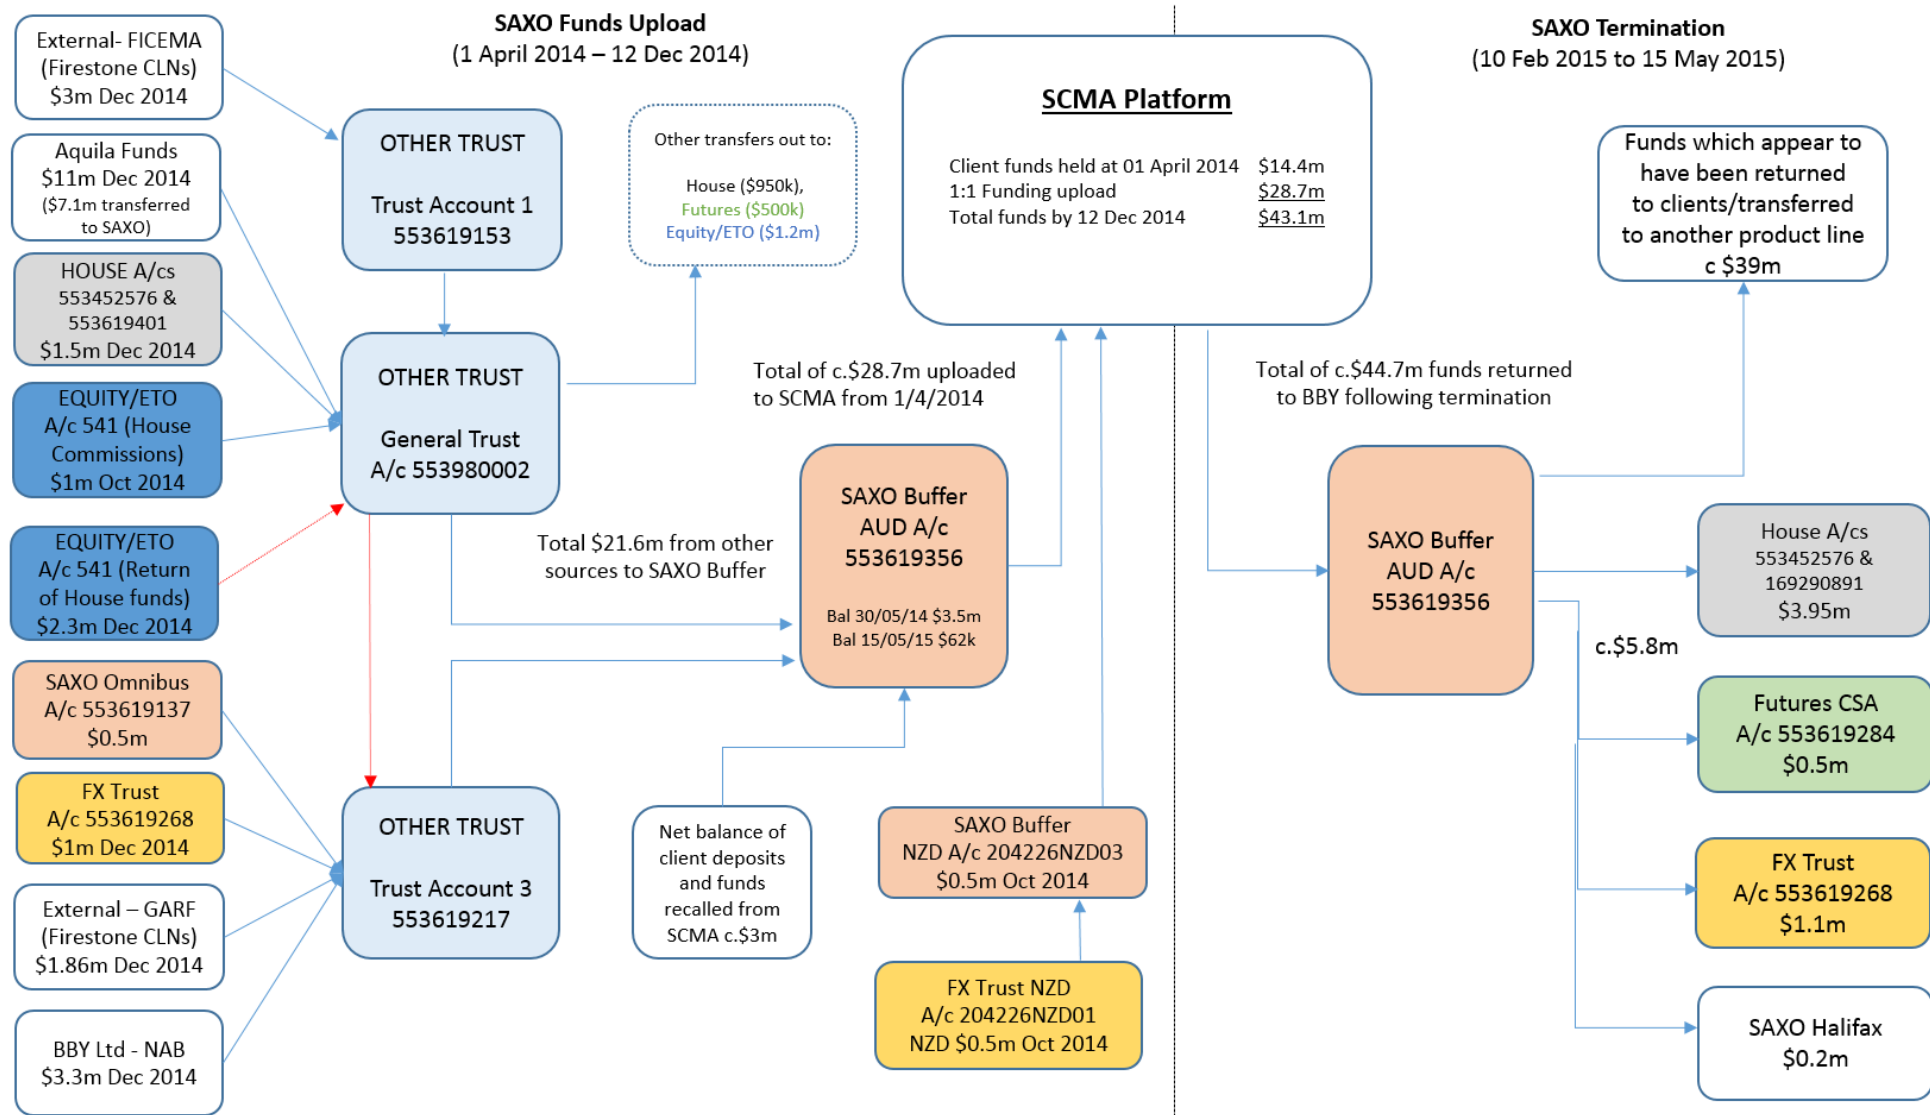 SAXO Funds Upload
(1 April 2014 – 12 Dec 2014)
SAXO Termination
(10 Feb 2015 to 15 May 2015)
External- FICEMA
(Firestone CLNs)
$3m Dec 2014
Aquila Funds
$11m Dec 2014
($7.1m transferred
to SAXO)
HOUSE A/cs
553452576 &
553619401
$1.5m Dec 2014
EQUITY/ETO
A/c 541 (House
Commissions)
$1m Oct 2014
EQUITY/ETO
A/c 541 (Return
of House funds)
$2.3m Dec 2014
SAXO Omnibus
A/c 553619137
$0.5m
FX Trust
A/c 553619268
$1m Dec 2014
External – GARF
(Firestone CLNs)
$1.86m Dec 2014
BBY Ltd - NAB
$3.3m Dec 2014
OTHER TRUST
Trust Account 1
553619153
OTHER TRUST
General Trust
A/c 553980002
OTHER TRUST
Trust Account 3
553619217
Other transfers out to:
House ($950k),
Futures ($500k)
Equity/ETO ($1.2m)
Total $21.6m from other
sources to SAXO Buffer
Net balance of
client deposits
and funds
recalled from
SCMA c.$3m
SCMA Platform
Client funds held at 01 April 2014 $14.4m
1:1 Funding upload $28.7m
Total funds by 12 Dec 2014 $43.1m
Total of c.$28.7m uploaded
to SCMA from 1/4/2014
SAXO Buffer
AUD A/c
553619356
Bal 30/05/14 $3.5m
Bal 15/05/15 $62k
SAXO Buffer
NZD A/c 204226NZD03
$0.5m Oct 2014
FX Trust NZD
A/c 204226NZD01
NZD $0.5m Oct 2014
Total of c.$44.7m funds returned
to BBY following termination
SAXO Buffer
AUD A/c
553619356
Funds which appear to
have been returned
to clients/transferred
to another product line
c $39m
c.$5.8m
House A/cs
553452576 &
169290891
$3.95m
Futures CSA
A/c 553619284
$0.5m
FX Trust
A/c 553619268
$1.1m
SAXO Halifax
$0.2m